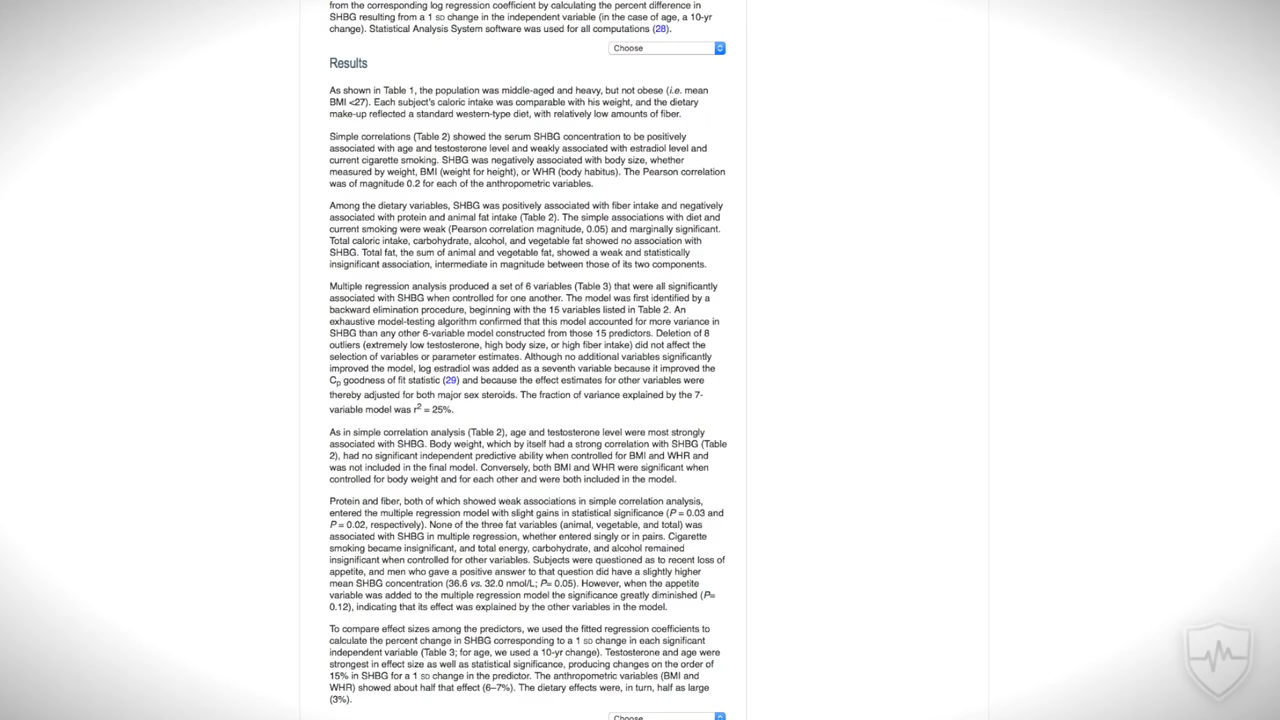 from the corresponding log regression coefficient by calculating the percent difference in
SHBG resulting from a 1 SD change in the independent variable (in the case of age, a 10-yr
change). Statistical Analysis System software was used for all computations (28).
Choose
Results
As shown in Table 1, the population was middle-aged and heavy, but not obese (i.e. mean
BMI <27). Each subject's caloric intake was comparable with his weight, and the dietary
make-up reflected a standard western-type diet, with relatively low amounts of fiber.
Simple correlations (Table 2) showed the serum SHBG concentration to be positively
associated with age and testosterone level and weakly associated with estradiol level and
current cigarette smoking. SHBG was negatively associated with body size, whether
measured by weight, BMI (weight for height), or WHR (body habitus). The Pearson correlation
was of magnitude 0.2 for each of the anthropometric variables.
Among the dietary variables, SHBG was positively associated with fiber intake and negatively
associated with protein and animal fat intake (Table 2). The simple associations with diet and
current smoking were weak (Pearson correlation magnitude, 0.05) and marginally significant.
Total caloric intake, carbohydrate, alcohol, and vegetable fat showed no association with
SHBG. Total fat, the sum of animal and vegetable fat, showed a weak and statistically
insignificant association, intermediate in magnitude between those of its two components.
Multiple regression analysis produced a set of 6 variables (Table 3) that were all significantly
associated with SHBG when controlled for one another. The model was first identified by a
backward elimination procedure, beginning with the 15 variables listed in Table 2. An
exhaustive model-testing algorithm confirmed that this model accounted for more variance in
SHBG than any other 6-variable model constructed from those 15 predictors. Deletion of 8
outliers (extremely low testosterone, high body size, or high fiber intake) did not affect the
selection of variables or parameter estimates. Although no additional variables significantly
improved the model, log estradiol was added as a seventh variable because it improved the
Cp goodness of fit statistic (29) and because the effect estimates for other variables were
thereby adjusted for both major sex steroids. The fraction of variance explained by the 7-
variable model was r2 = 25%.
As in simple correlation analysis (Table 2), age and testosterone level were most strongly
associated with SHBG. Body weight, which by itself had a strong correlation with SHBG (Table
2), had no significant independent predictive ability when controlled for BMI and WHR and
was not included in the final model. Conversely, both BMI and WHR were significant when
controlled for body weight and for each other and were both included in the model.
Protein and fiber, both of which showed weak associations in simple correlation analysis,
entered the multiple regression model with slight gains in statistical significance (P = 0.03 and
P = 0.02, respectively). None of the three fat variables (animal, vegetable, and total) was
associated with SHBG in multiple regression, whether entered singly or in pairs. Cigarette
smoking became insignificant, and total energy, carbohydrate, and alcohol remained
insignificant when controlled for other variables. Subjects were questioned as to recent loss of
appetite, and men who gave a positive answer to that question did have a slightly higher
mean SHBG concentration (36.6 vs. 32.0 nmol/L; P= 0.05). However, when the appetite
variable was added to the multiple regression model the significance greatly diminished (P=
0.12), indicating that its effect was explained by the other variables in the model.
To compare effect sizes among the predictors, we used the fitted regression coefficients to
calculate the percent change in SHBG corresponding to a 1 SD change in each significant
independent variable (Table 3; for age, we used a 10-yr change). Testosterone and age were
strongest in effect size as well as statistical significance, producing changes on the order of
15% in SHBG for a 1 SD change in the predictor. The anthropometric variables (BMI and
WHR) showed about half that effect (6–7%). The dietary effects were, in turn, half as large
(3%).
Choose